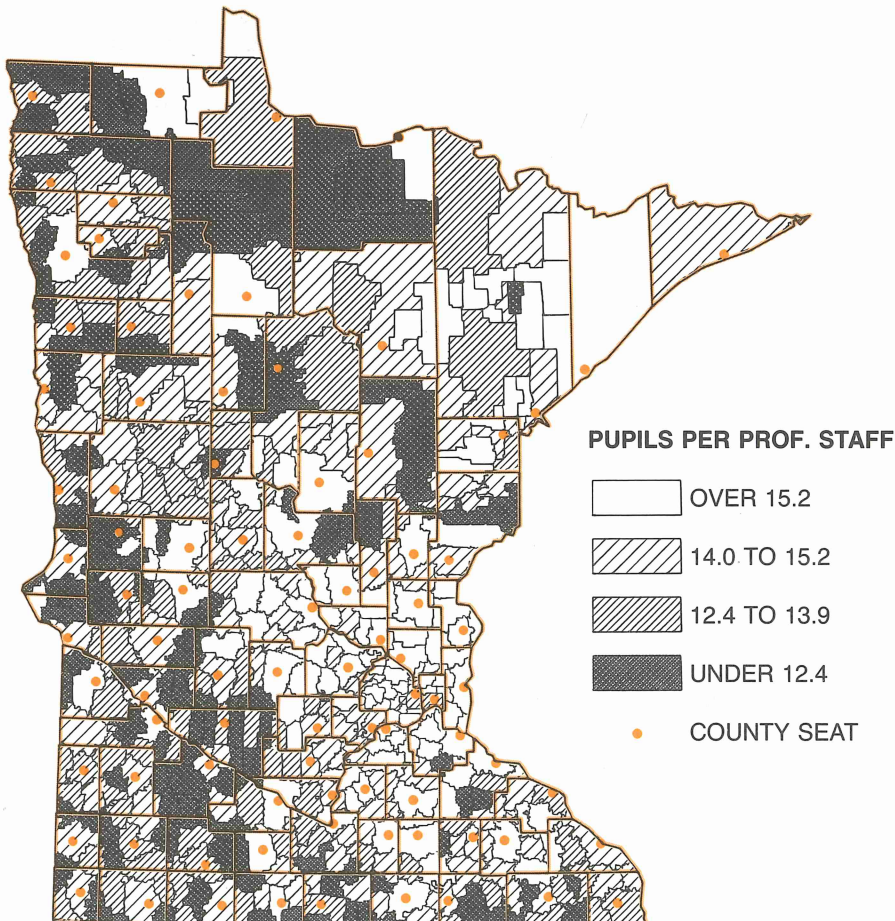 PUPILS PER PROF. STAFF
OVER 15.2
14.0 TO 15.2
12.4 TO 13.9
UNDER 12.4
COUNTY SEAT